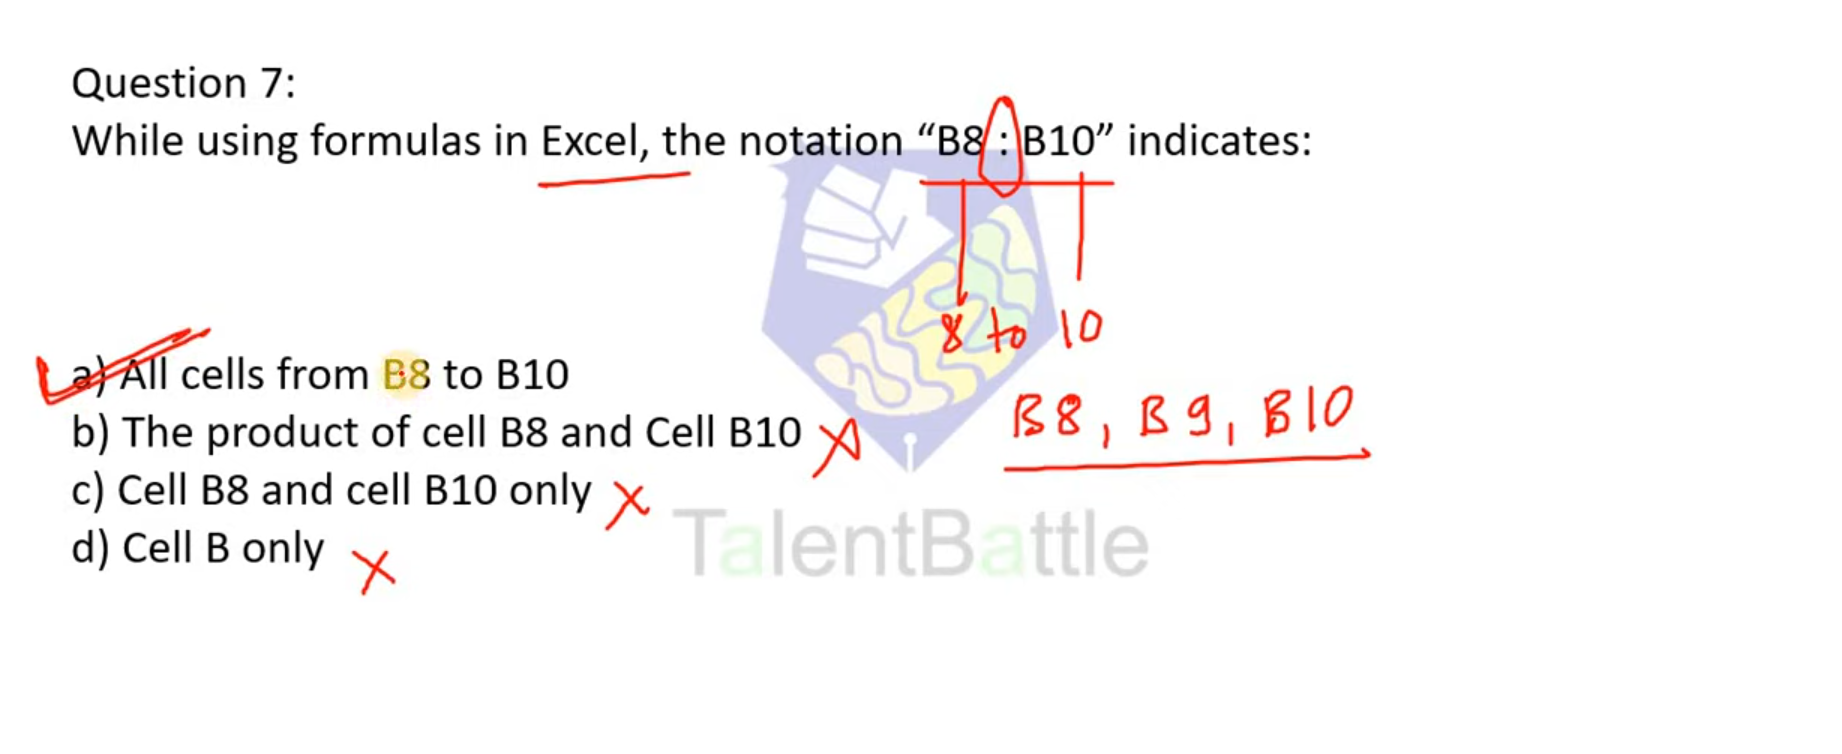 Question 7:
While using formulas in Excel, the notation “B8 : B10” indicates:
8 to 10
a) All cells from B8 to B10
b) The product of cell B8 and Cell B10
B8, B9, B10
c) Cell B8 and cell B10 only
d) Cell B only
TalentBattle